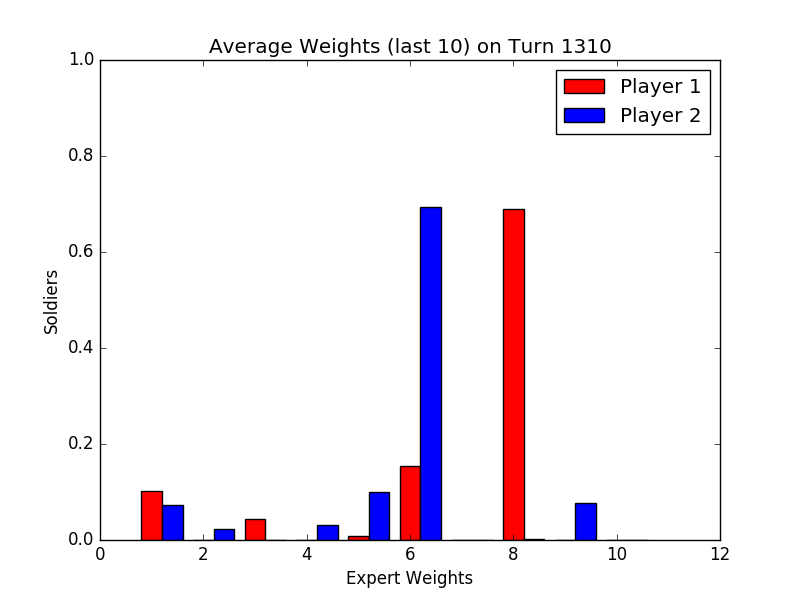 Average Weights (last 10) on Turn 1310
1.0
0.8
0.6
0.4
0.2
0.0
Soldiers
Player 1
Player 2
0 2 4 6 8 10 12
Expert Weights